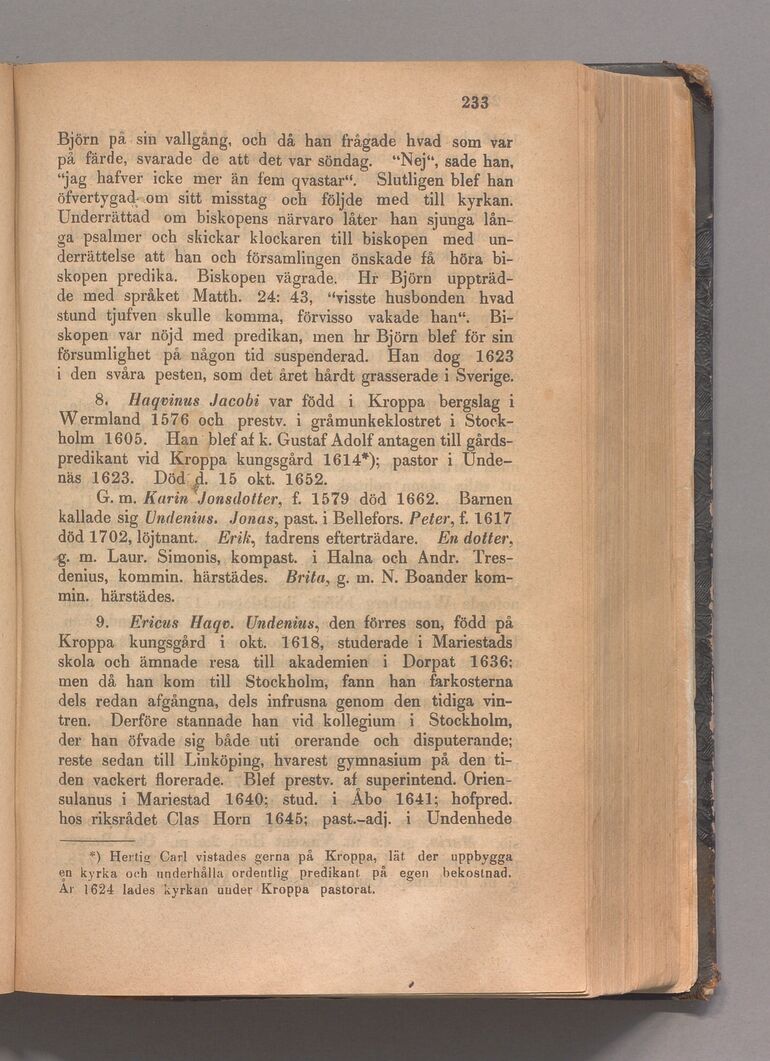 233
Björn på sin vallgång, och då han frågade hvad som var
på färde, svarade de att det var söndag. “Nej“, sade han,
“jag hafver icke mer än fem qvastar“. Slutligen blef han
öfvertygad om sitt misstag och följde med till kyrkan.
Underrättad om biskopens närvaro låter han sjunga lån-
ga psalmer och skickar klockaren till biskopen med un-
derrättelse att han och församlingen önskade få höra bi-
skopen predika. Biskopen vägrade. Hr Björn uppträd-
de med språket Matth. 24: 43, “visste husbonden hvad
stund tjufven skulle komma, förvisso vakade han“. Bi-
skopen var nöjd med predikan, men hr Björn blef för sin
försumlighet på någon tid suspenderad. Han dog 1623
i den svåra pesten, som det året hårdt grasserade i Sverige.
8. Haqvinus Jacobi var född i Kroppa bergslag i
Wermland 1576 och prestv. i gråmunkeklostret i Stock-
holm 1605. Han blef af k. Gustaf Adolf antagen till gårds-
predikant vid Kroppa kungsgård 1614*); pastor i Unde-
näs 1623. Död d. 15 okt. 1652.
G. m. Karin Jonsdotter, f. 1579 död 1662. Barnen
kallade sig Undenius. Jonas, past. i Bellefors. Peter, f. 1617
död 1702, löjtnant. Erik, fadrens efterträdare. En dotter,
g. m. Laur. Simonis, kompast. i Halna och Andr. Tres-
denius, kommin. härstädes. Brita, g. m. N. Boander kom-
min. härstädes.
9. Ericus Haqv. Undenius, den förres son, född på
Kroppa kungsgård i okt. 1618, studerade i Mariestads
skola och ämnade resa till akademien i Dorpat 1636;
men då han kom till Stockholm, fann han farkosterna
dels redan afgångna, dels infrusna genom den tidiga vin-
tren. Derföre stannade han vid kollegium i Stockholm,
der han öfvade sig både uti orerande och disputerande;
reste sedan till Linköping, hvarest gymnasium på den ti-
den vackert florerade. Blef prestv. af superintend. Orien-
sulanus i Mariestad 1640; stud. i Åbo 1641; hofpred.
hos riksrådet Clas Horn 1645; past.-adj. i Undenhede
*) Hertig Carl vistades gerna på Kroppa, lät der uppbygga
en kyrka och underhålla ordentlig predikant på egen bekostnad.
År 1624 lades kyrkan under Kroppa pastorat.